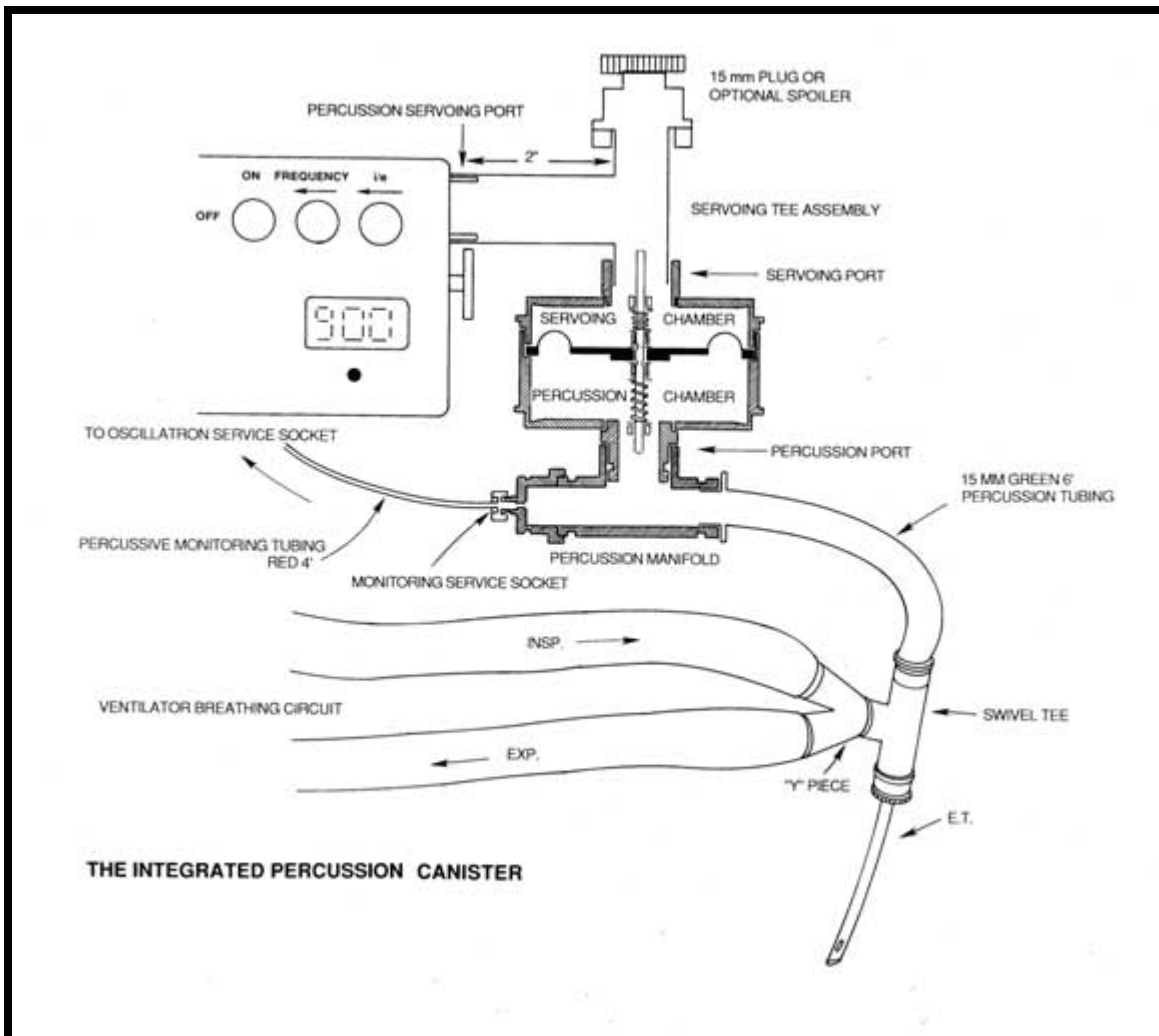 15 mm PLUG OR
OPTIONAL SPOILER
PERCUSSION SERVOING PORT
2"
ON FREQUENCY i/e
OFF
SERVOING TEE ASSEMBLY
SERVOING PORT
900
SERVOING CHAMBER
PERCUSSION CHAMBER
TO OSCILLATRON SERVICE SOCKET
PERCUSSION PORT
15 MM GREEN 6'
PERCUSSION TUBING
PERCUSSIVE MONITORING TUBING
RED 4'
PERCUSSION MANIFOLD
MONITORING SERVICE SOCKET
INSP.
VENTILATOR BREATHING CIRCUIT
SWIVEL TEE
EXP.
"Y" PIECE
E.T.
THE INTEGRATED PERCUSSION CANISTER